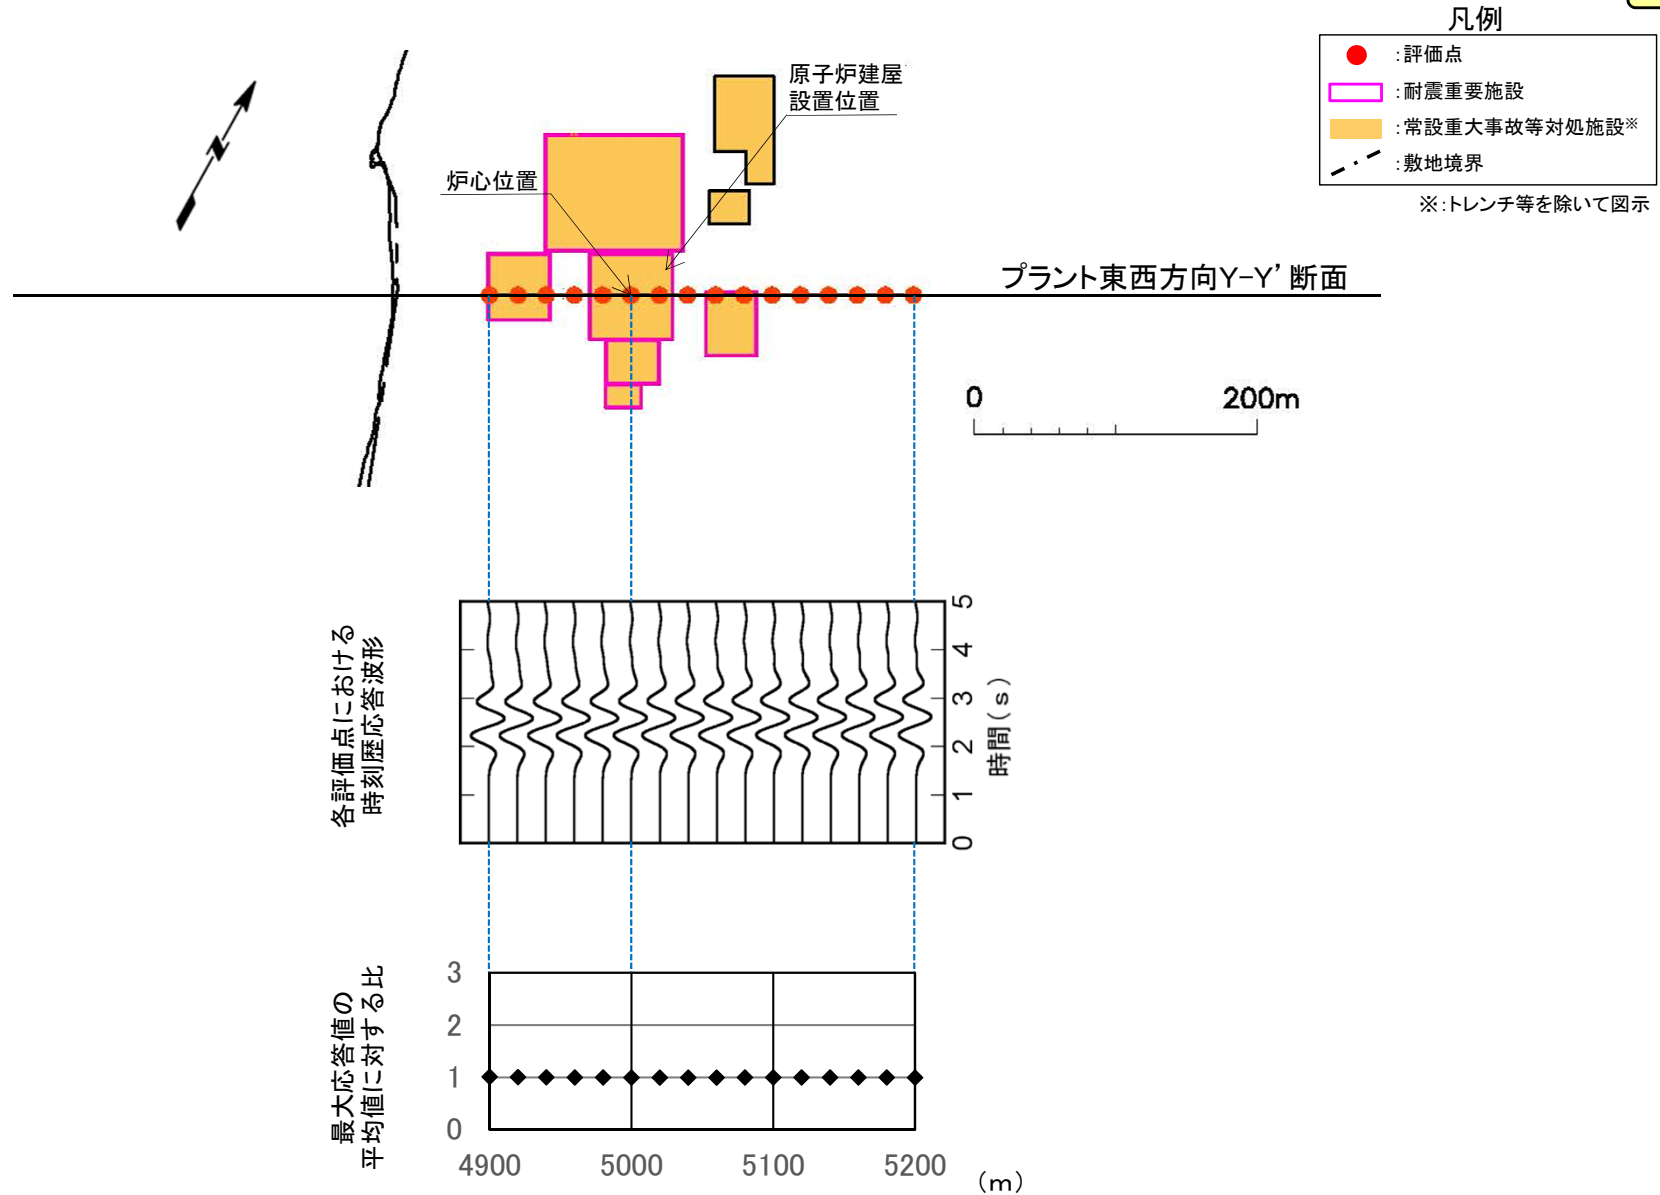 凡例
:評価点
:耐震重要施設
:常設重大事故等対処施設※
:敷地境界
※:トレンチ等を除いて図示
N
原子炉建屋
設置位置
炉心位置
プラント東西方向Y-Y’断面
0 200m
各評価点における
時刻歴応答波形
5
4
3
2
1
0
時間(s)
最大応答値の
平均値に対する比
3
2
1
0
4900 5000 5100 5200 (m)